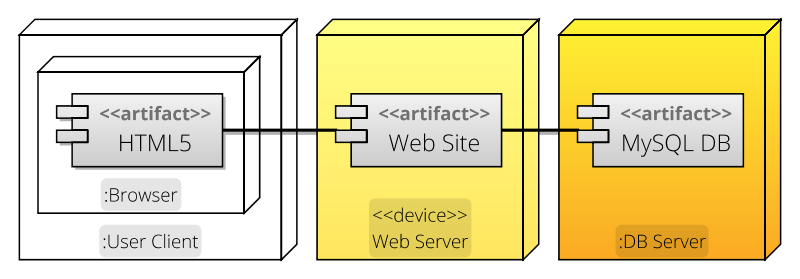 <<artifact>>
HTML5
:Browser
:User Client
<<artifact>>
Web Site
<<device>>
Web Server
<<artifact>>
MySQL DB
:DB Server